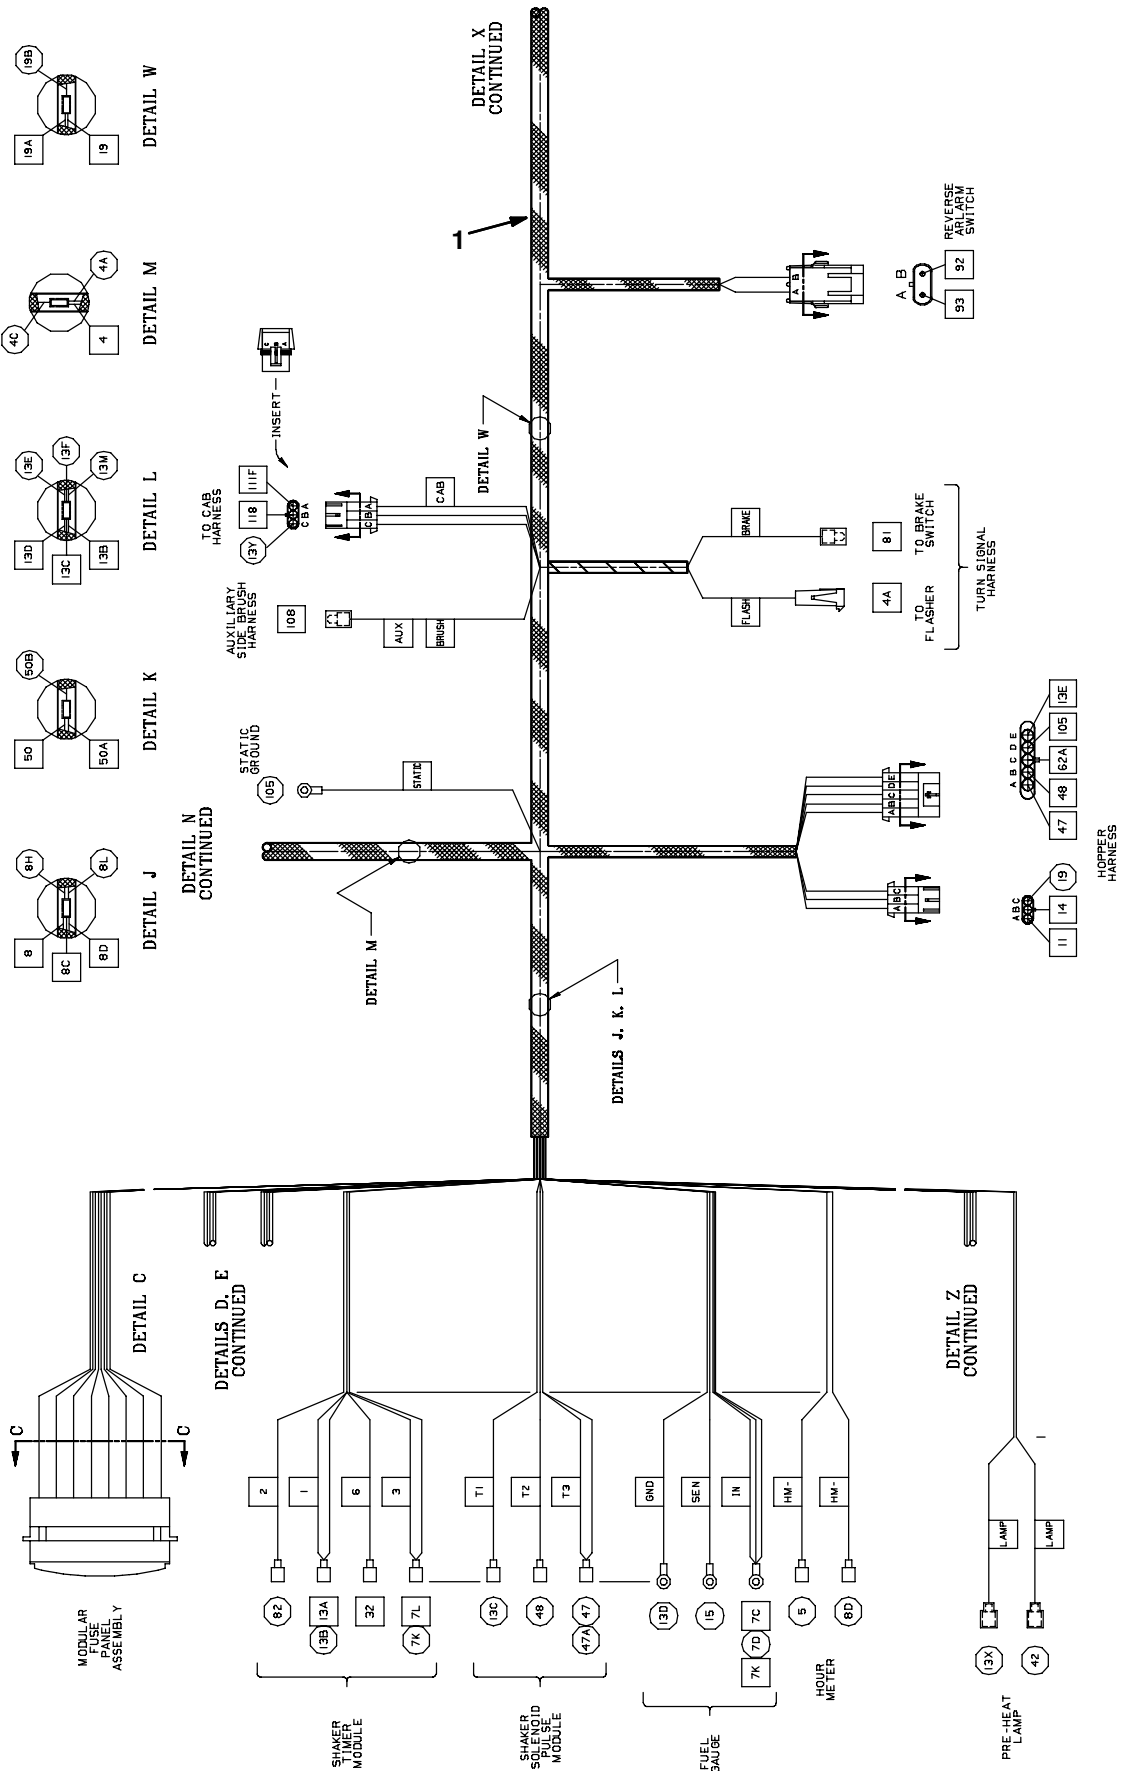 19B
19A
19
DETAIL W
4C
4A
4
DETAIL M
13E
13F
13M
13D
13C
13B
DETAIL L
50B
50
50A
DETAIL K
8H
8L
8
8C
8D
DETAIL J
DETAIL X
CONTINUED
1
REVERSE
ARLARM
SWITCH
A B
92
93
A B
INSERT
C
B
A
TO CAB
HARNESS
111F
118
13Y
C B A
C B A
CAB
DETAIL W
AUXILIARY
SIDE BRUSH
HARNESS
108
AUX
BRUSH
BRAKE
FLASH
81
TO BRAKE
SWITCH
4A
TO
FLASHER
TURN SIGNAL
HARNESS
STATIC
GROUND
105
STATIC
DETAIL N
CONTINUED
DETAIL M
DETAILS J, K, L
A B C D E
A B C
A B C D E
13E
105
62A
48
47
A B C
19
14
11
HOPPER
HARNESS
C
C
DETAIL C
MODULAR
FUSE
PANEL
ASSEMBLY
DETAILS D, E
CONTINUED
DETAIL Z
CONTINUED
2
1
6
3
82
13A
13B
32
7L
7K
SHAKER
TIMER
MODULE
T1
T2
T3
13C
48
47
47A
SHAKER
SOLENOID
PULSE
MODULE
GND
SEN
IN
13D
15
7C
7D
7K
FUEL
GAUGE
HM-
HM-
5
8D
HOUR
METER
1
LAMP
LAMP
13X
42
PRE-HEAT
LAMP